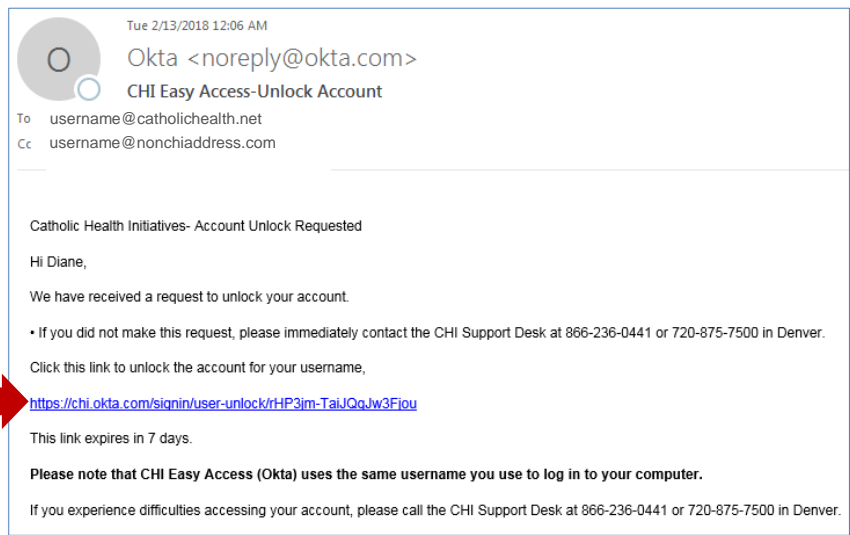 Tue 2/13/2018 12:06 AM
O
Okta <noreply@okta.com>
CHI Easy Access-Unlock Account
To username@catholichealth.net
Cc username@nonchiaddress.com
Catholic Health Initiatives- Account Unlock Requested
Hi Diane,
We have received a request to unlock your account.
• If you did not make this request, please immediately contact the CHI Support Desk at 866-236-0441 or 720-875-7500 in Denver.
Click this link to unlock the account for your username,
https://chi.okta.com/signin/user-unlock/rHP3jm-TaiJQqJw3Fjou
This link expires in 7 days.
Please note that CHI Easy Access (Okta) uses the same username you use to log in to your computer.
If you experience difficulties accessing your account, please call the CHI Support Desk at 866-236-0441 or 720-875-7500 in Denver.